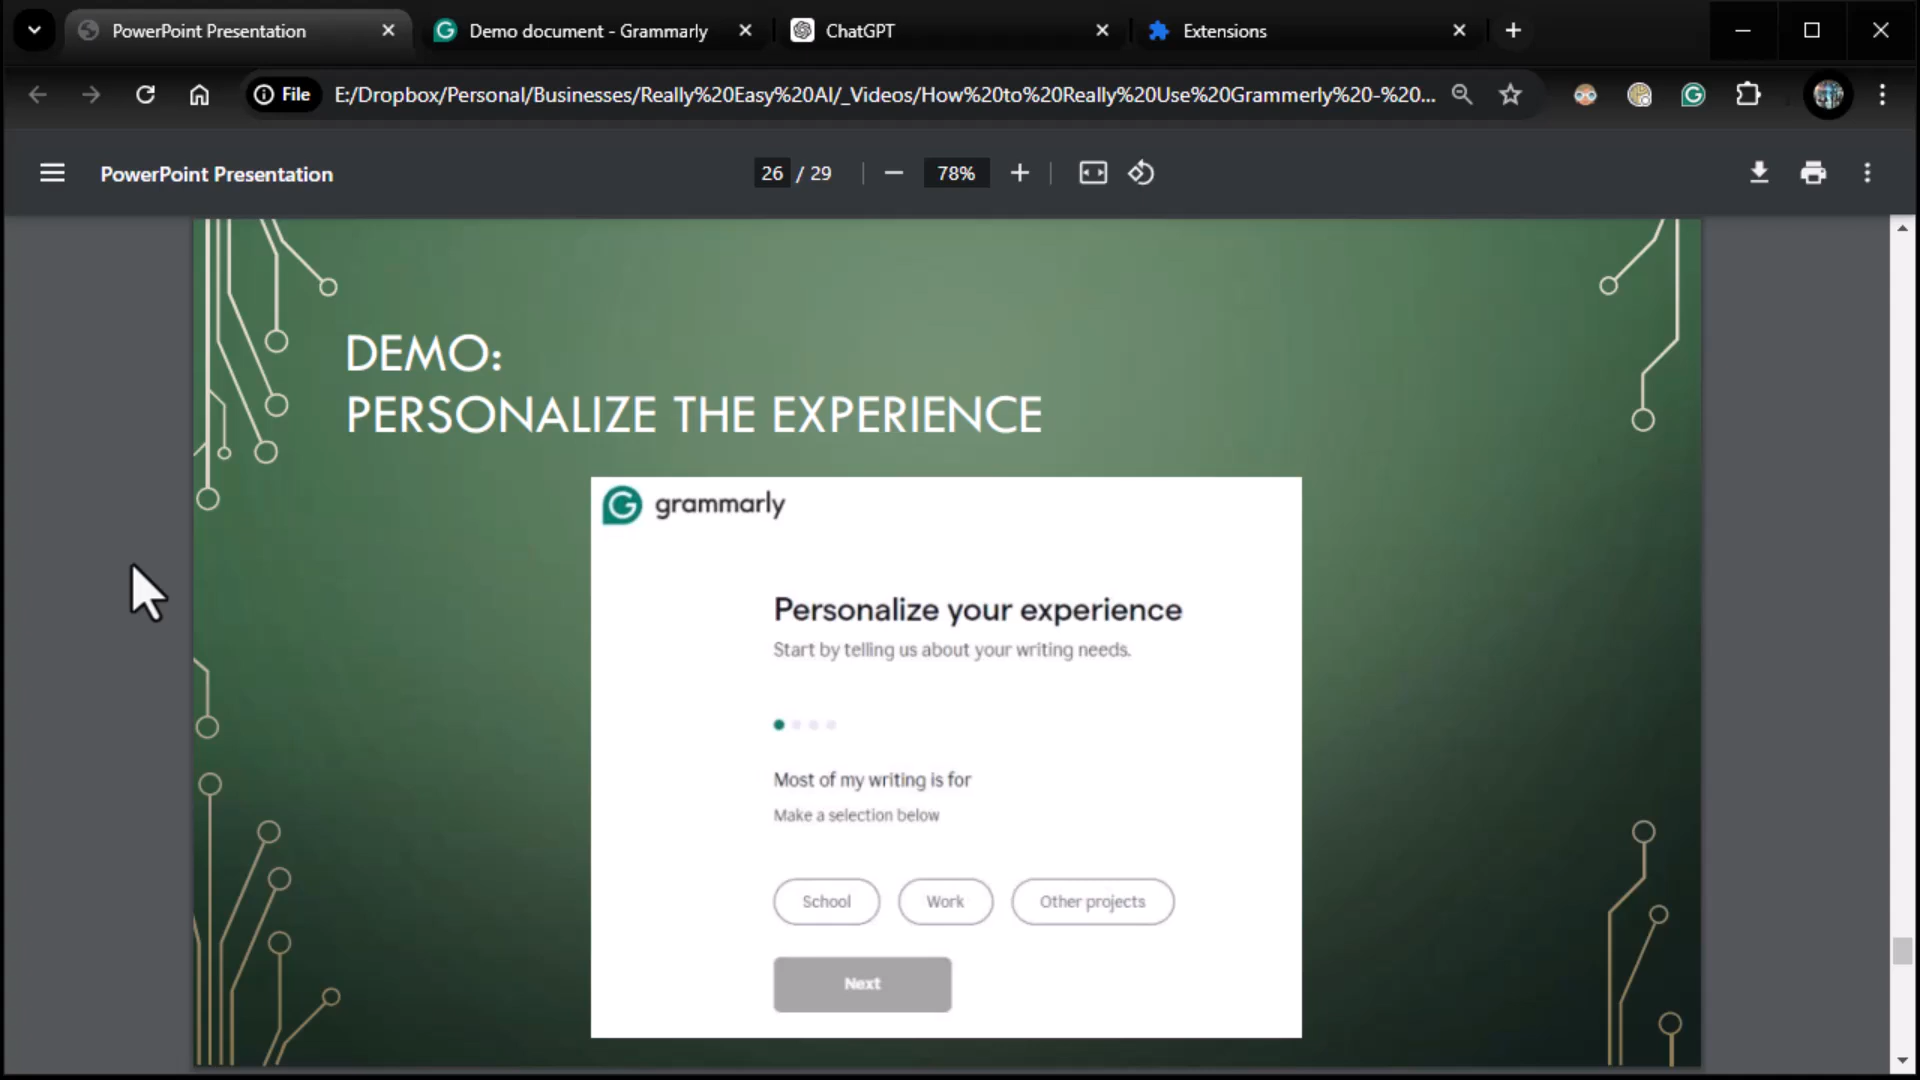 PowerPoint Presentation
Demo document - Grammarly
ChatGPT
Extensions
File
E:/Dropbox/Personal/Businesses/Really%20Easy%20AI/_Videos/How%20to%20Really%20Use%20Grammerly%20-%20...
PowerPoint Presentation
26 / 29
78%
DEMO:
PERSONALIZE THE EXPERIENCE
grammarly
Personalize your experience
Start by telling us about your writing needs.
Most of my writing is for
Make a selection below
School
Work
Other projects
Next